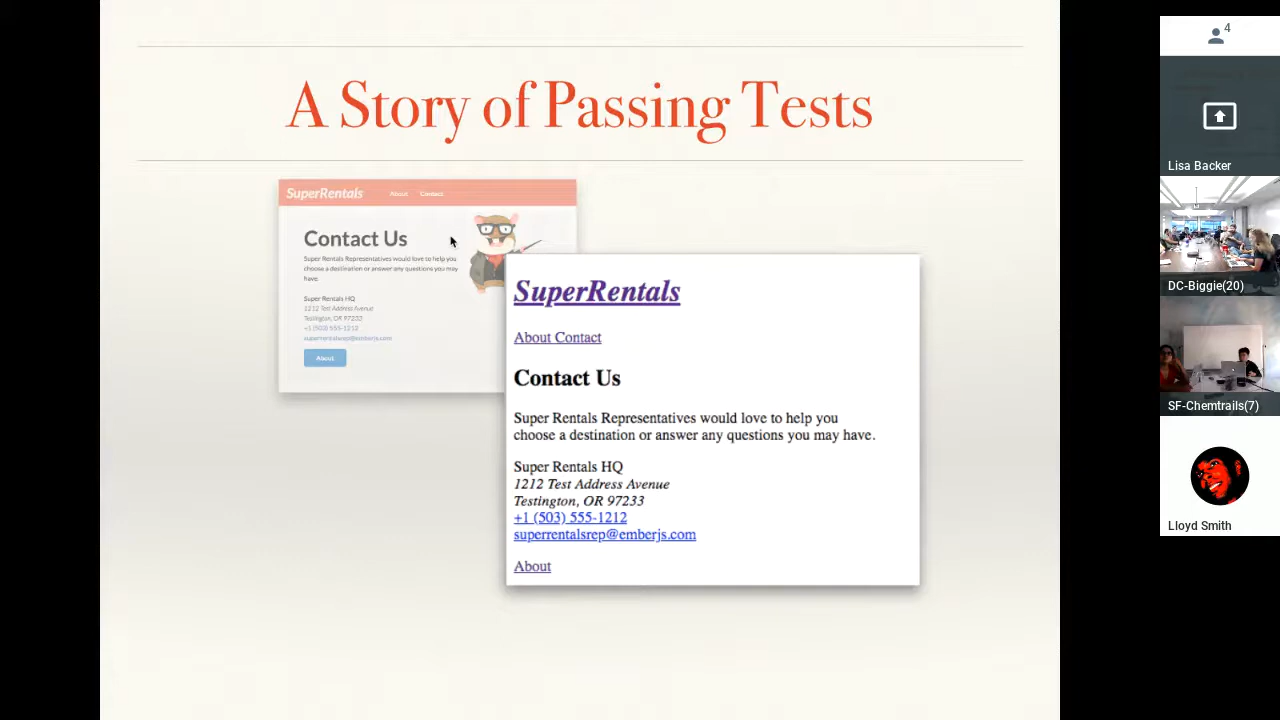 A Story of Passing Tests
SuperRentals
About Contact
Contact Us
Super Rentals Representatives would love to help you
choose a destination or answer any questions you may
have.
Super Rentals HQ
1212 Test Address Avenue
Testington, OR 97233
+1 (503) 555-1212
superrentalsrep@emberjs.com
About
SuperRentals
About Contact
Contact Us
Super Rentals Representatives would love to help you
choose a destination or answer any questions you may have.
Super Rentals HQ
1212 Test Address Avenue
Testington, OR 97233
+1 (503) 555-1212
superrentalsrep@emberjs.com
About
4
Lisa Backer
DC-Biggie(20)
SF-Chemtrails(7)
Lloyd Smith